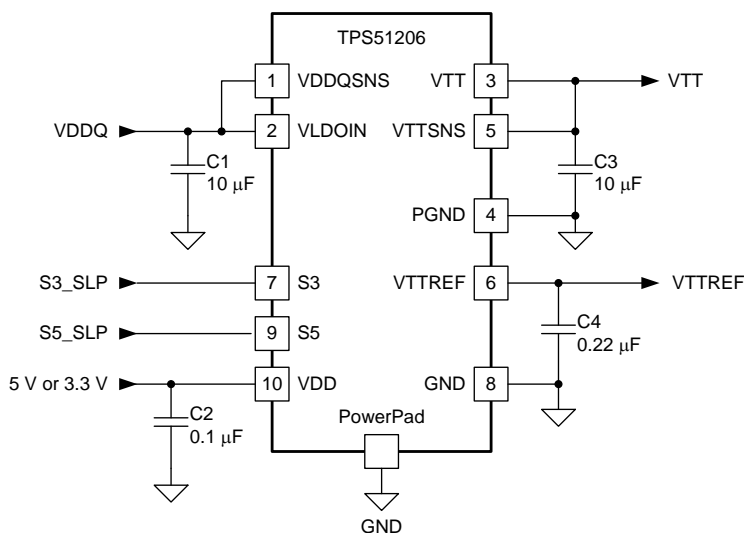 TPS51206
1 VDDQSNS VTT 3 VTT
VDDQ 2 VLDOIN VTTSNS 5
C1
10 µF
C3
10 µF
PGND 4
S3_SLP 7 S3 VTTREF 6 VTTREF
S5_SLP 9 S5
C4
0.22 µF
5 V or 3.3 V 10 VDD GND 8
C2
0.1 µF
PowerPad
GND